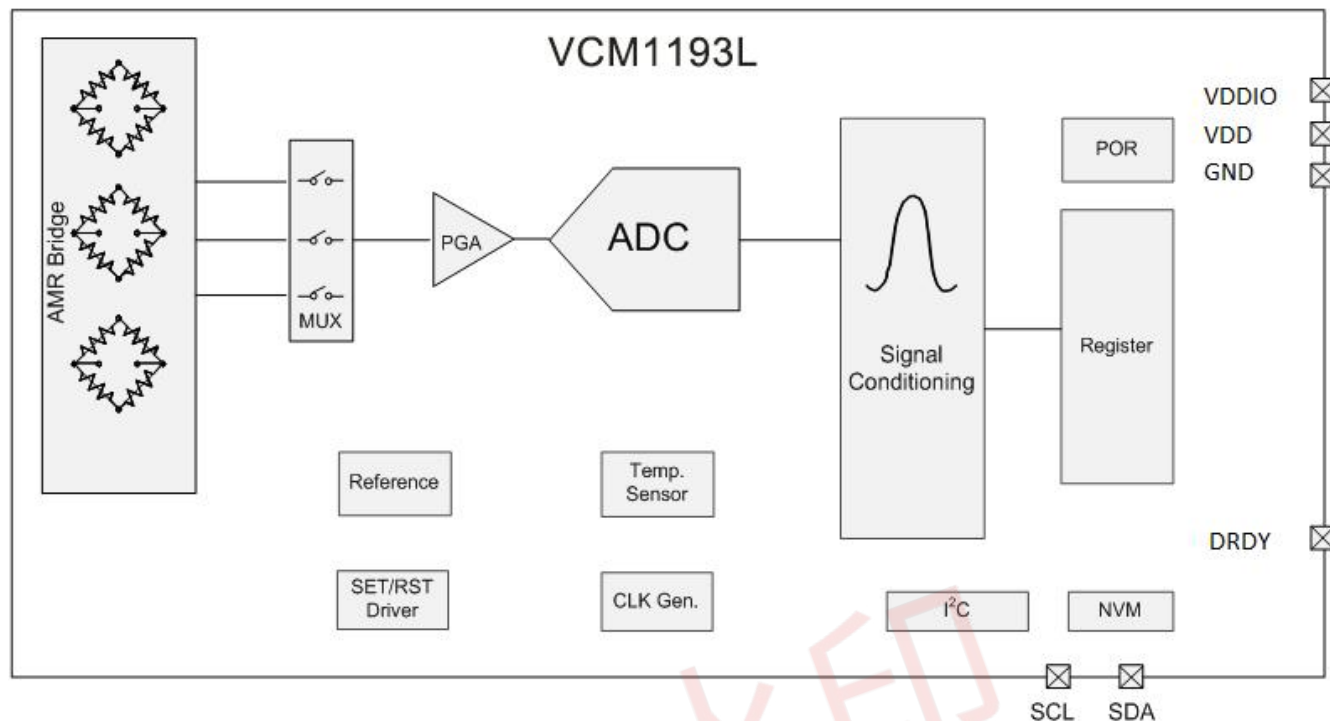 VCM1193L
AMR Bridge
MUX
PGA
ADC
Signal
Conditioning
POR
Register
VDDIO
VDD
GND
Reference
Temp.
Sensor
DRDY
SET/RST
Driver
CLK Gen.
I²C
NVM
SCL
SDA
印